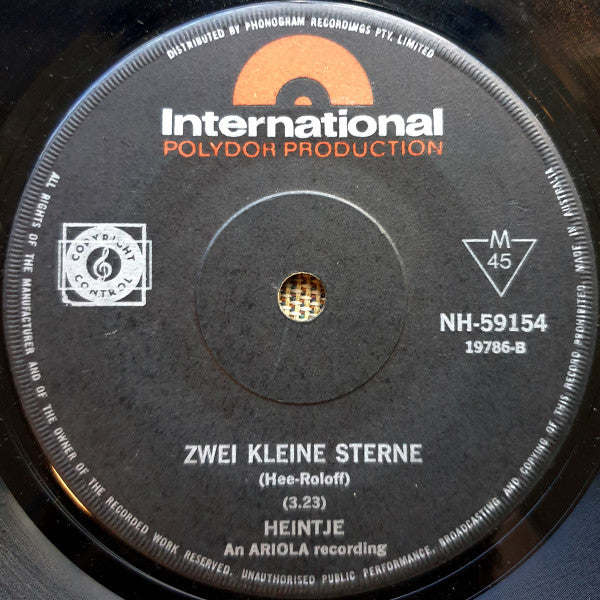 DISTRIBUTED BY PHONOGRAM RECORDINGS PTY. LIMITED
International
POLYDOR PRODUCTION
COPYRIGHT CONTROL
M
45
NH-59154
19786-B
ZWEI KLEINE STERNE
(Hee-Roloff)
(3.23)
HEINTJE
An ARIOLA recording
ALL RIGHTS OF THE MANUFACTURER AND OF THE OWNER OF THE RECORDED WORK RESERVED. UNAUTHORISED PUBLIC PERFORMANCE, BROADCASTING AND COPYING OF THIS RECORD PROHIBITED. MADE IN AUSTRALIA